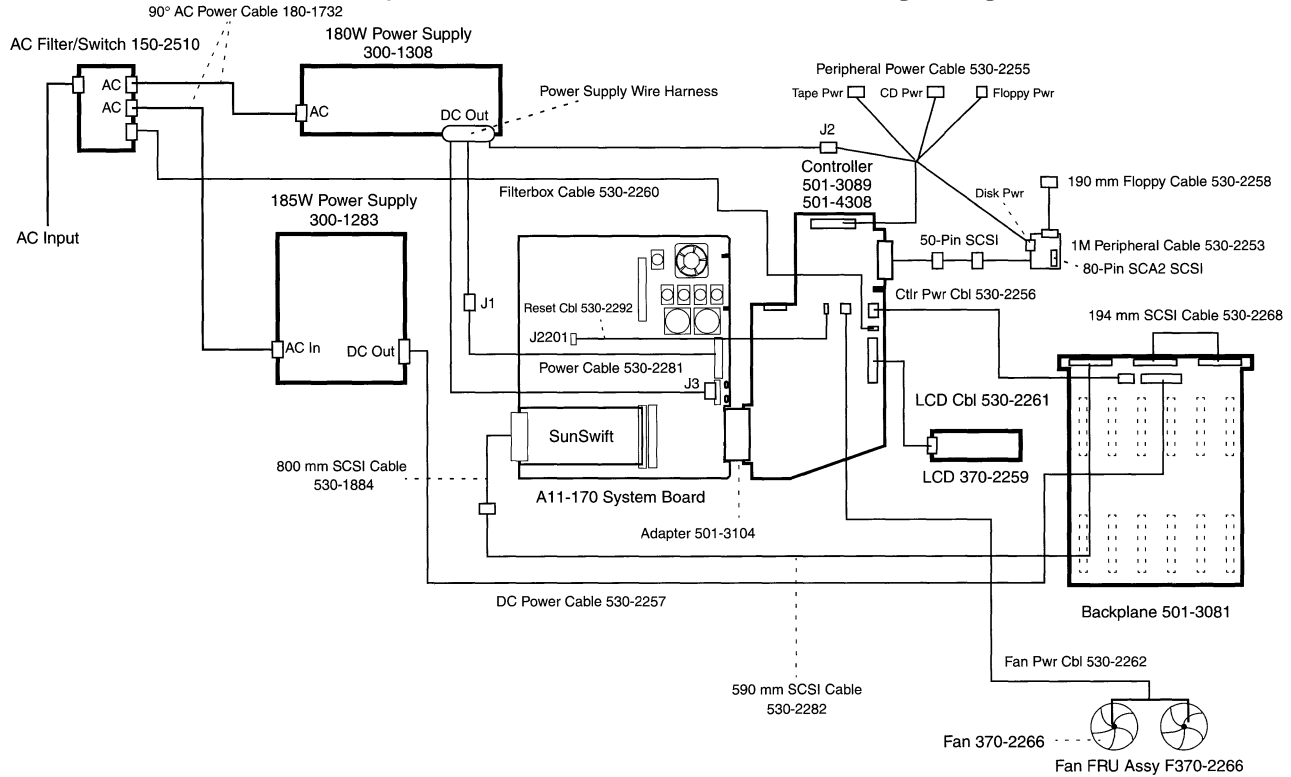 90° AC Power Cable 180-1732
AC Filter/Switch 150-2510
180W Power Supply
300-1308
AC
AC
AC
DC Out
Power Supply Wire Harness
Peripheral Power Cable 530-2255
Tape Pwr
CD Pwr
Floppy Pwr
J2
Controller
501-3089
501-4308
Filterbox Cable 530-2260
Disk Pwr
190 mm Floppy Cable 530-2258
185W Power Supply
300-1283
AC Input
50-Pin SCSI
1M Peripheral Cable 530-2253
80-Pin SCA2 SCSI
J1
Reset Cbl 530-2292
Ctlr Pwr Cbl 530-2256
194 mm SCSI Cable 530-2268
J2201
AC In
DC Out
Power Cable 530-2281
J3
LCD Cbl 530-2261
SunSwift
800 mm SCSI Cable
530-1884
LCD 370-2259
A11-170 System Board
Adapter 501-3104
DC Power Cable 530-2257
Backplane 501-3081
Fan Pwr Cbl 530-2262
590 mm SCSI Cable
530-2282
Fan 370-2266
Fan FRU Assy F370-2266